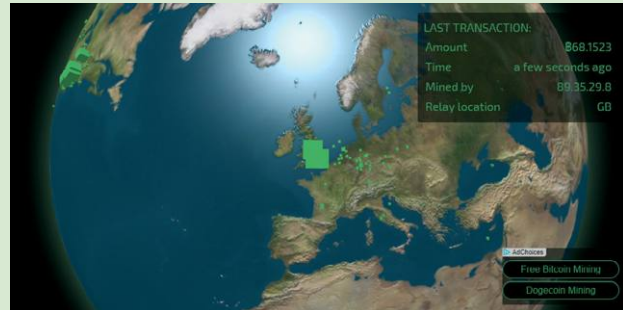 LAST TRANSACTION:
Amount ฿68.1523
Time a few seconds ago
Mined by 89.35.29.8
Relay location GB
AdChoices
Free Bitcoin Mining
Dogecoin Mining